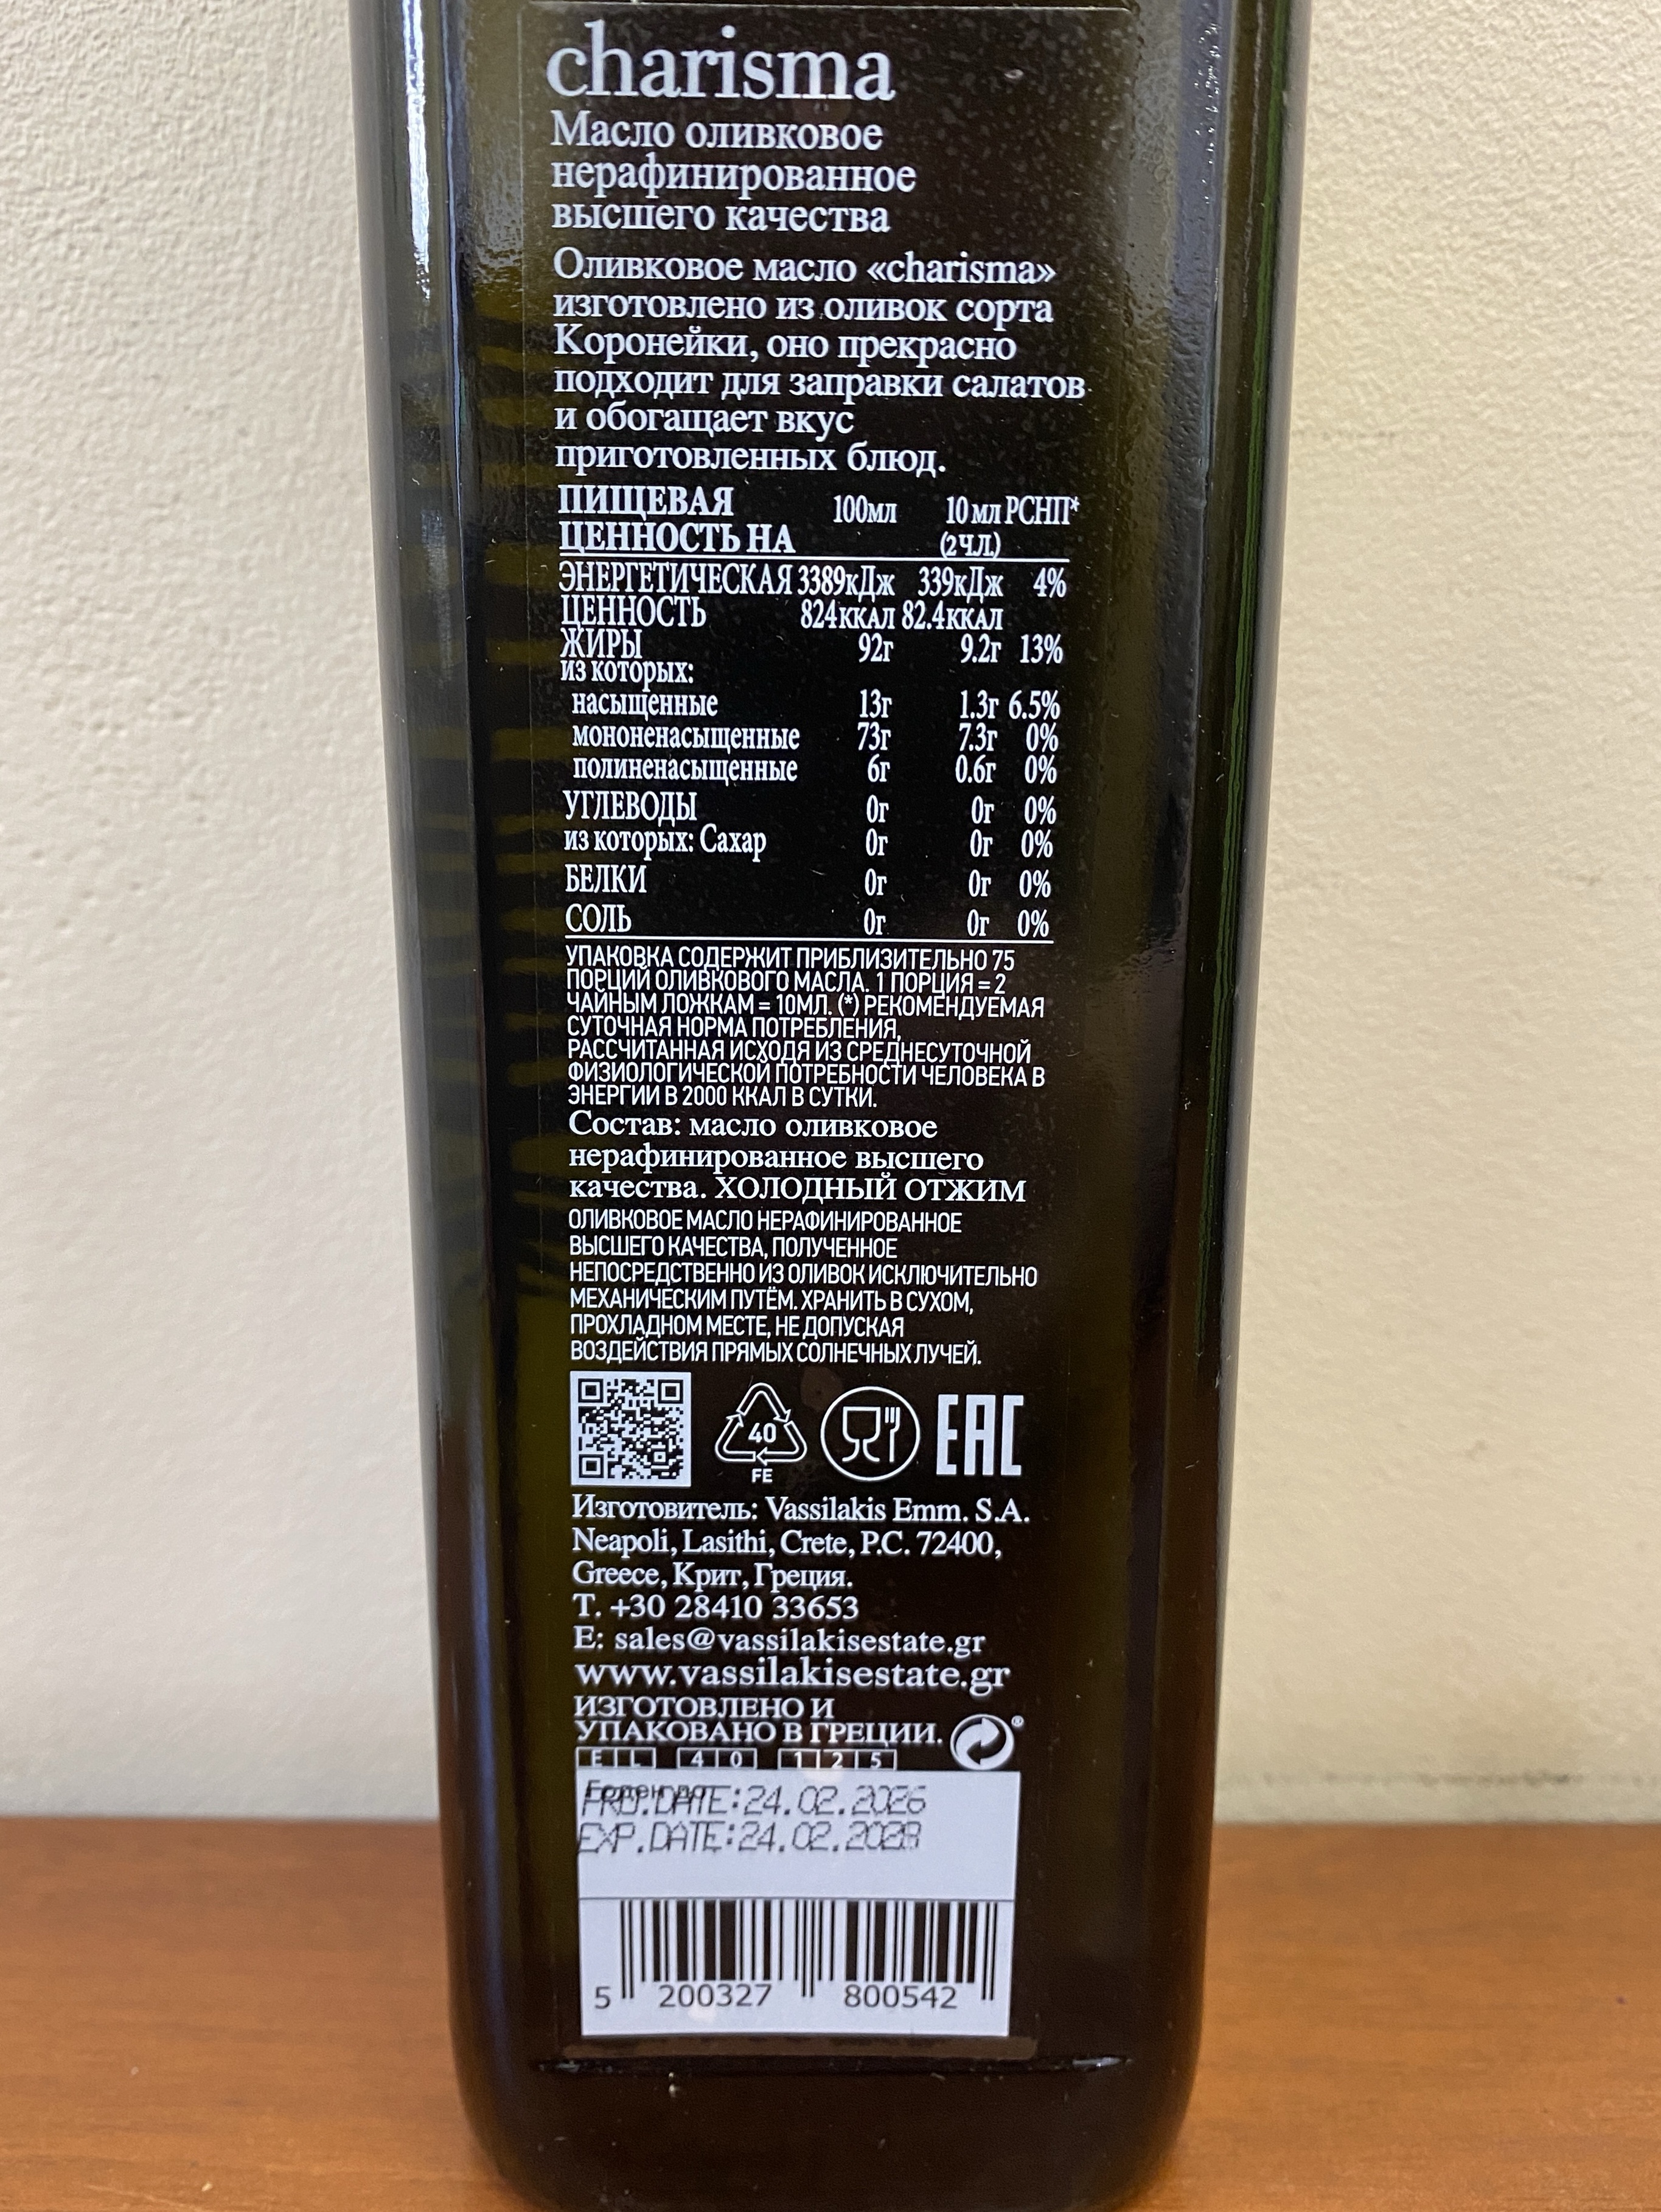 charisma
Масло оливковое
нерафинированное
высшего качества
Оливковое масло «charisma»
изготовлено из оливок сорта
Коронейки, оно прекрасно
подходит для заправки салатов
и обогащает вкус
приготовленных блюд.
ПИЩЕВАЯ 100мл 10 мл РСНП*
ЦЕННОСТЬ НА (2 Ч.Л.)
ЭНЕРГЕТИЧЕСКАЯ 3389кДж 339кДж 4%
ЦЕННОСТЬ 824ккал 82.4ккал
ЖИРЫ 92г 9.2г 13%
из которых:
насыщенные 13г 1.3г 6.5%
мононенасыщенные 73г 7.3г 0%
полиненасыщенные 6г 0.6г 0%
УГЛЕВОДЫ 0г 0г 0%
из которых: Сахар 0г 0г 0%
БЕЛКИ 0г 0г 0%
СОЛЬ 0г 0г 0%
УПАКОВКА СОДЕРЖИТ ПРИБЛИЗИТЕЛЬНО 75
ПОРЦИЙ ОЛИВКОВОГО МАСЛА. 1 ПОРЦИЯ = 2
ЧАЙНЫМ ЛОЖКАМ = 10МЛ. (*) РЕКОМЕНДУЕМАЯ
СУТОЧНАЯ НОРМА ПОТРЕБЛЕНИЯ,
РАССЧИТАННАЯ ИСХОДЯ ИЗ СРЕДНЕСУТОЧНОЙ
ФИЗИОЛОГИЧЕСКОЙ ПОТРЕБНОСТИ ЧЕЛОВЕКА В
ЭНЕРГИИ В 2000 ККАЛ В СУТКИ.
Состав: масло оливковое
нерафинированное высшего
качества. ХОЛОДНЫЙ ОТЖИМ
ОЛИВКОВОЕ МАСЛО НЕРАФИНИРОВАННОЕ
ВЫСШЕГО КАЧЕСТВА, ПОЛУЧЕННОЕ
НЕПОСРЕДСТВЕННО ИЗ ОЛИВОК ИСКЛЮЧИТЕЛЬНО
МЕХАНИЧЕСКИМ ПУТЁМ. ХРАНИТЬ В СУХОМ,
ПРОХЛАДНОМ МЕСТЕ, НЕ ДОПУСКАЯ
ВОЗДЕЙСТВИЯ ПРЯМЫХ СОЛНЕЧНЫХ ЛУЧЕЙ.
40 EAC
FE
Изготовитель: Vassilakis Emm. S.A.
Neapoli, Lasithi, Crete, P.C. 72400,
Greece, Крит, Греция.
T. +30 28410 33653
E: sales@vassilakisestate.gr
www.vassilakisestate.gr
ИЗГОТОВЛЕНО И
УПАКОВАНО В ГРЕЦИИ. ®
EL 40 125
Годен до:
PRD.DATE:24.02.2026
EXP.DATE:24.02.2028
5 200327 800542